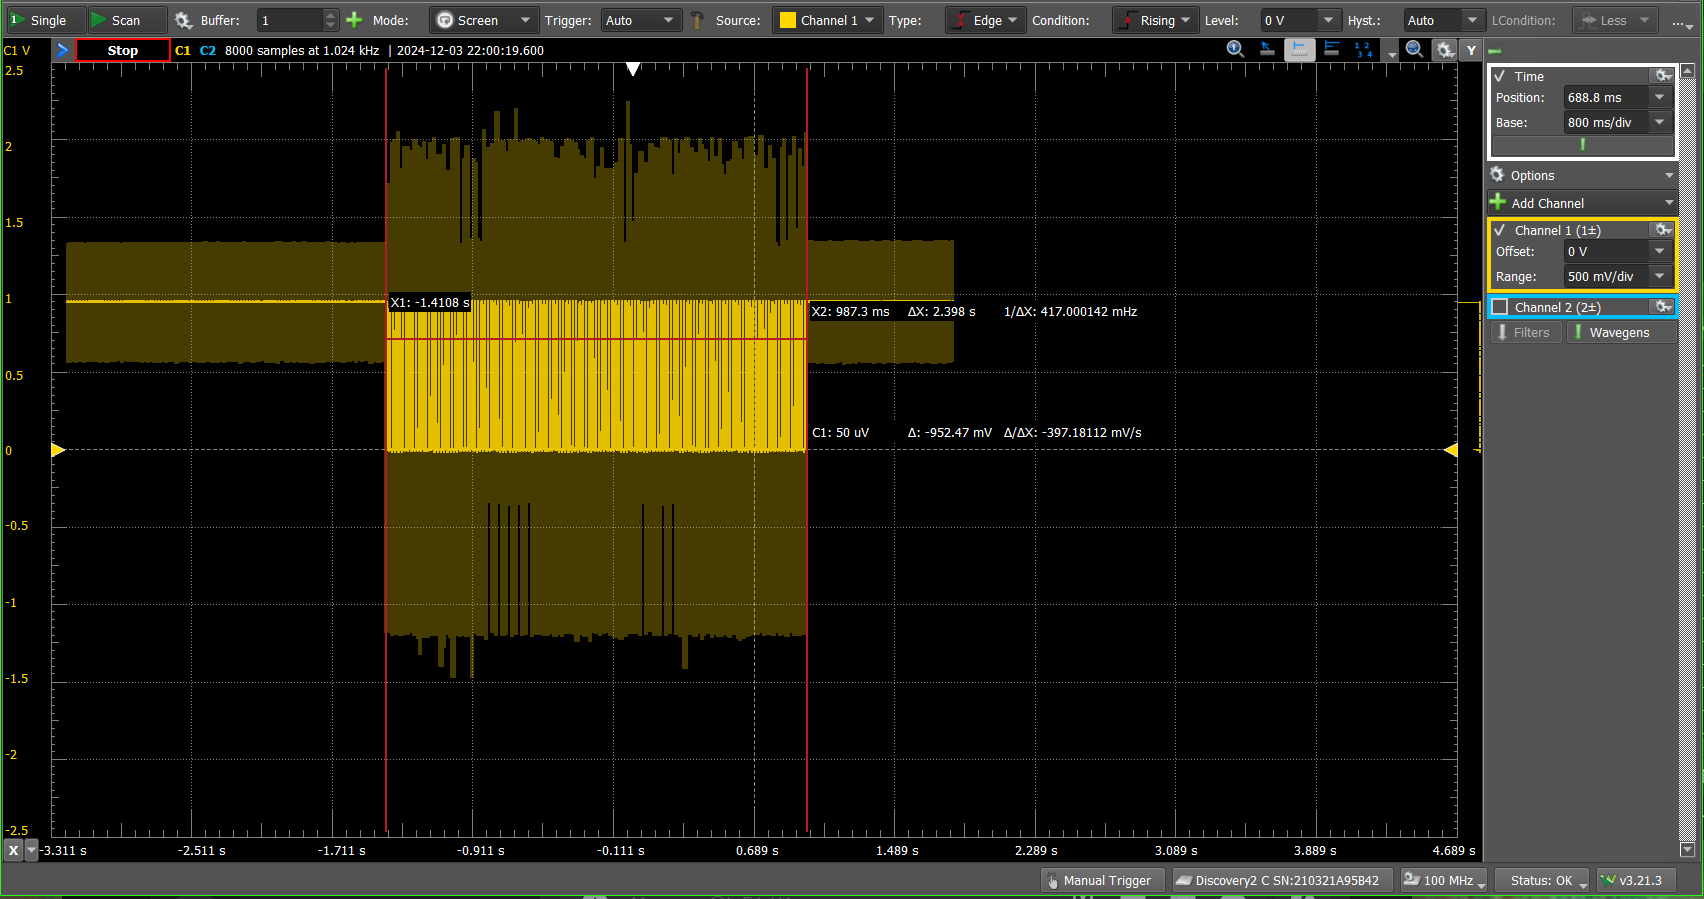 Single Scan Buffer: 1 Mode: Screen Trigger: Auto Source: Channel 1 Type: Edge Condition: Rising Level: 0 V Hyst.: Auto LCondition: Less ...
C1 V Stop C1 C2 8000 samples at 1.024 kHz | 2024-12-03 22:00:19.600 Y
2.5
2
1.5
1
0.5
0
-0.5
-1
-1.5
-2
-2.5
X1: -1.4108 s
X2: 987.3 ms ΔX: 2.398 s 1/ΔX: 417.000142 mHz
C1: 50 uV Δ: -952.47 mV Δ/ΔX: -397.18112 mV/s
X -3.311 s -2.511 s -1.711 s -0.911 s -0.111 s 0.689 s 1.489 s 2.289 s 3.089 s 3.889 s 4.689 s
Time
Position: 688.8 ms
Base: 800 ms/div
Options
Add Channel
Channel 1 (1±)
Offset: 0 V
Range: 500 mV/div
Channel 2 (2±)
Filters Wavegens
Manual Trigger Discovery2 C SN:210321A95B42 100 MHz Status: OK v3.21.3